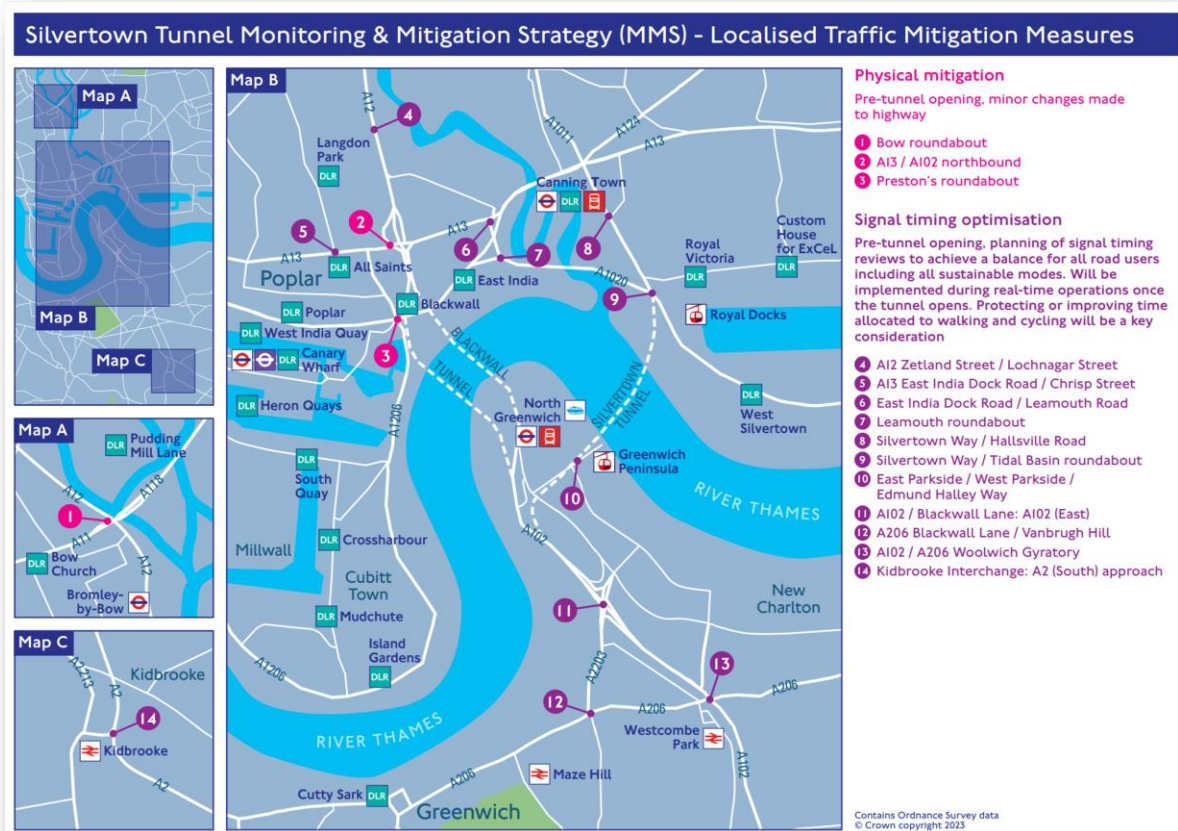 Silvertown Tunnel Monitoring & Mitigation Strategy (MMS) - Localised Traffic Mitigation Measures
Map A
Map B
Map C
Map A
Pudding
Mill Lane
DLR
A12
A118
1
A11
DLR
Bow
Church
A12
Bromley-
by-Bow
Map C
A2213
A2
Kidbrooke
14
Kidbrooke
A2
Map B
A12
4
A1011
A124
A13
Langdon
Park
DLR
Canning Town
DLR
2
A13
5
6
7
8
Custom
House
for ExCeL
DLR
Royal
Victoria
DLR
A13
DLR
All Saints
Poplar
DLR
East India
A1020
9
DLR
Poplar
DLR
Blackwall
Royal Docks
DLR
West India Quay
DLR
Canary
Wharf
3
BLACKWALL
TUNNEL
DLR
Heron Quays
A1206
North
Greenwich
SILVERTOWN
TUNNEL
DLR
West
Silvertown
DLR
South
Quay
Greenwich
Peninsula
10
RIVER THAMES
A102
Millwall
DLR
Crossharbour
Cubitt
Town
New
Charlton
DLR
Mudchute
11
Island
Gardens
DLR
A1206
A2203
13
12
A206
A206
RIVER THAMES
Westcombe
Park
A102
Maze Hill
A206
Cutty Sark
DLR
Greenwich
Physical mitigation
Pre-tunnel opening, minor changes made
to highway
1 Bow roundabout
2 A13 / A102 northbound
3 Preston's roundabout
Signal timing optimisation
Pre-tunnel opening, planning of signal timing
reviews to achieve a balance for all road users
including all sustainable modes. Will be
implemented during real-time operations once
the tunnel opens. Protecting or improving time
allocated to walking and cycling will be a key
consideration
4 A12 Zetland Street / Lochnagar Street
5 A13 East India Dock Road / Chrisp Street
6 East India Dock Road / Leamouth Road
7 Leamouth roundabout
8 Silvertown Way / Hallsville Road
9 Silvertown Way / Tidal Basin roundabout
10 East Parkside / West Parkside /
Edmund Halley Way
11 A102 / Blackwall Lane: A102 (East)
12 A206 Blackwall Lane / Vanbrugh Hill
13 A102 / A206 Woolwich Gyratory
14 Kidbrooke Interchange: A2 (South) approach
Contains Ordnance Survey data
© Crown copyright 2023